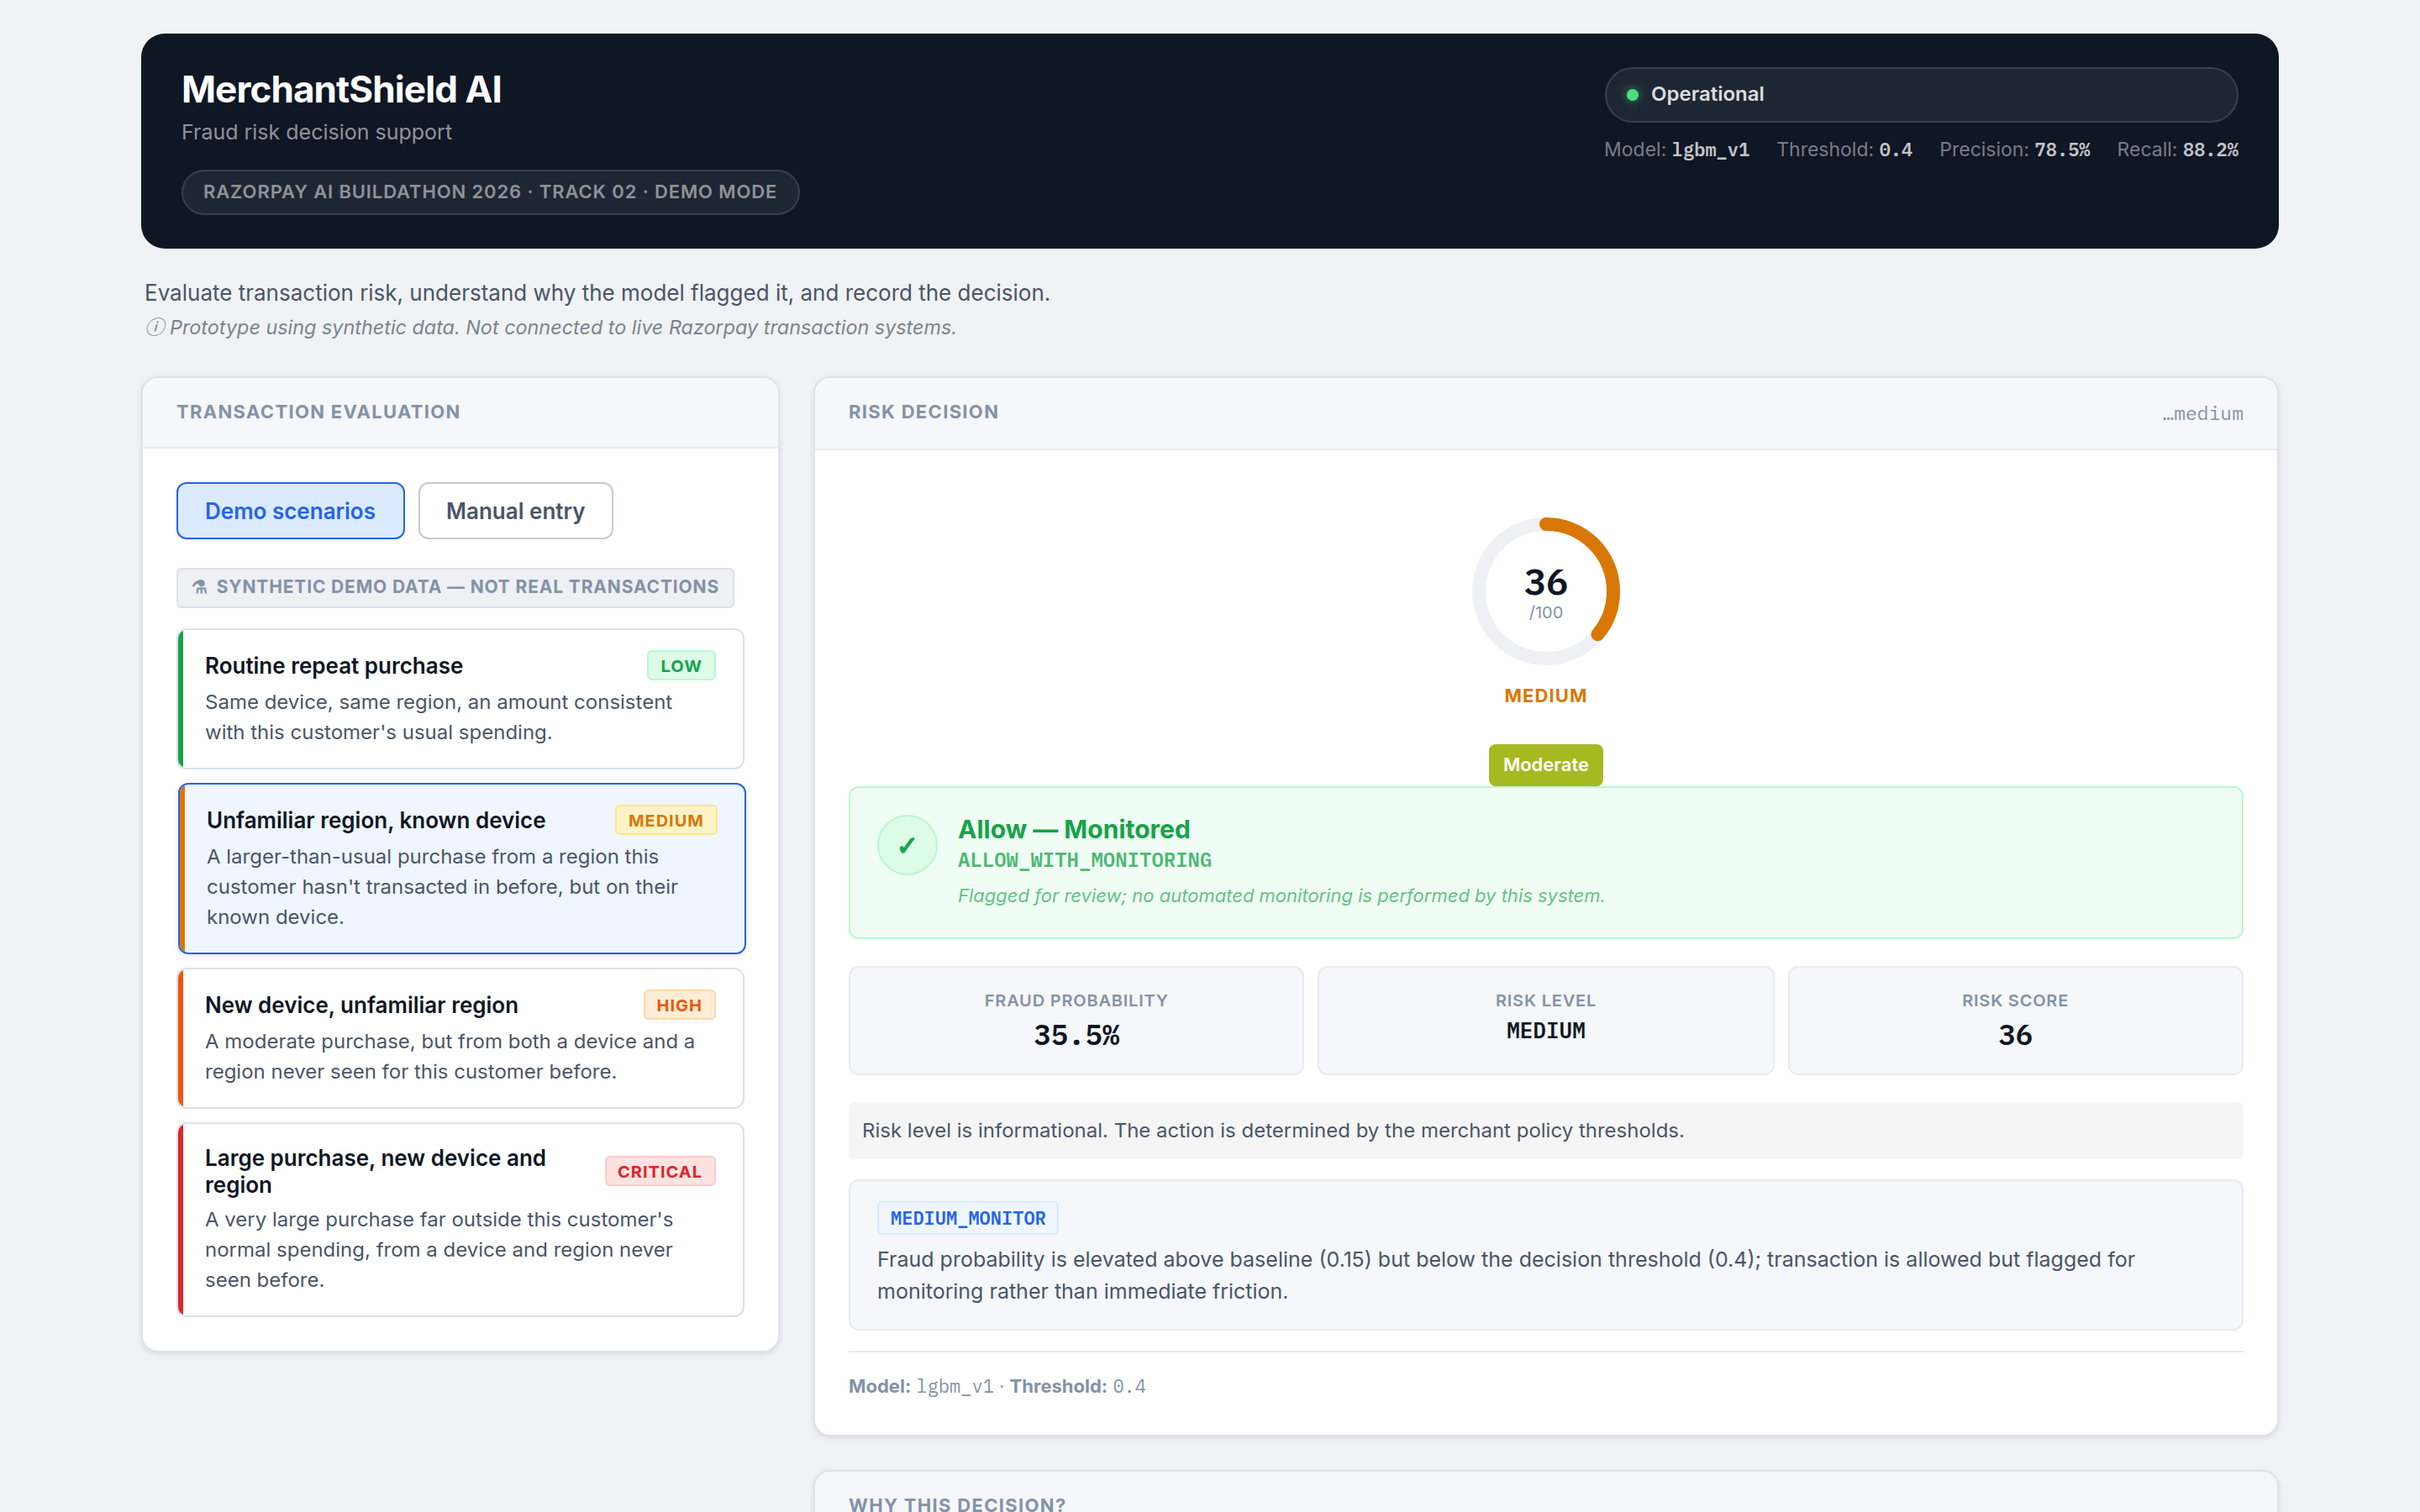 MerchantShield AI
Fraud risk decision support
RAZORPAY AI BUILDATHON 2026 · TRACK 02 · DEMO MODE
Operational
Model: lgbm_v1 Threshold: 0.4 Precision: 78.5% Recall: 88.2%
Evaluate transaction risk, understand why the model flagged it, and record the decision.
ⓘ Prototype using synthetic data. Not connected to live Razorpay transaction systems.
TRANSACTION EVALUATION
Demo scenarios
Manual entry
⚗ SYNTHETIC DEMO DATA — NOT REAL TRANSACTIONS
Routine repeat purchase
LOW
Same device, same region, an amount consistent
with this customer's usual spending.
Unfamiliar region, known device
MEDIUM
A larger-than-usual purchase from a region this
customer hasn't transacted in before, but on their
known device.
New device, unfamiliar region
HIGH
A moderate purchase, but from both a device and a
region never seen for this customer before.
Large purchase, new device and
region
CRITICAL
A very large purchase far outside this customer's
normal spending, from a device and region never
seen before.
RISK DECISION
…medium
36
/100
MEDIUM
Moderate
✓
Allow — Monitored
ALLOW_WITH_MONITORING
Flagged for review; no automated monitoring is performed by this system.
FRAUD PROBABILITY
35.5%
RISK LEVEL
MEDIUM
RISK SCORE
36
Risk level is informational. The action is determined by the merchant policy thresholds.
MEDIUM_MONITOR
Fraud probability is elevated above baseline (0.15) but below the decision threshold (0.4); transaction is allowed but flagged for
monitoring rather than immediate friction.
Model: lgbm_v1 · Threshold: 0.4
WHY THIS DECISION?